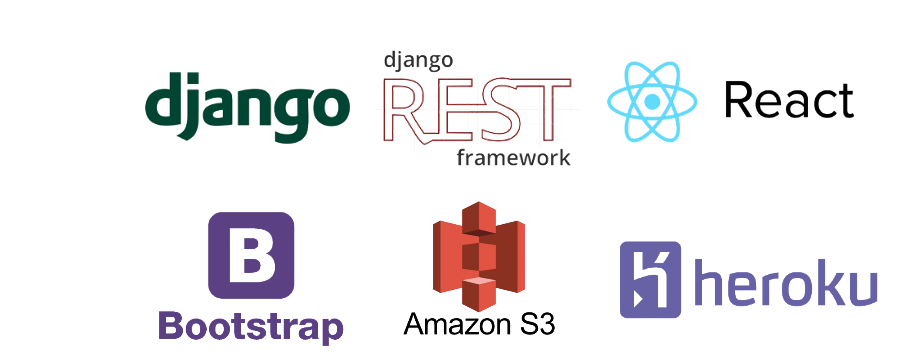 django
django
REST
framework
React
B
Bootstrap
Amazon S3
heroku